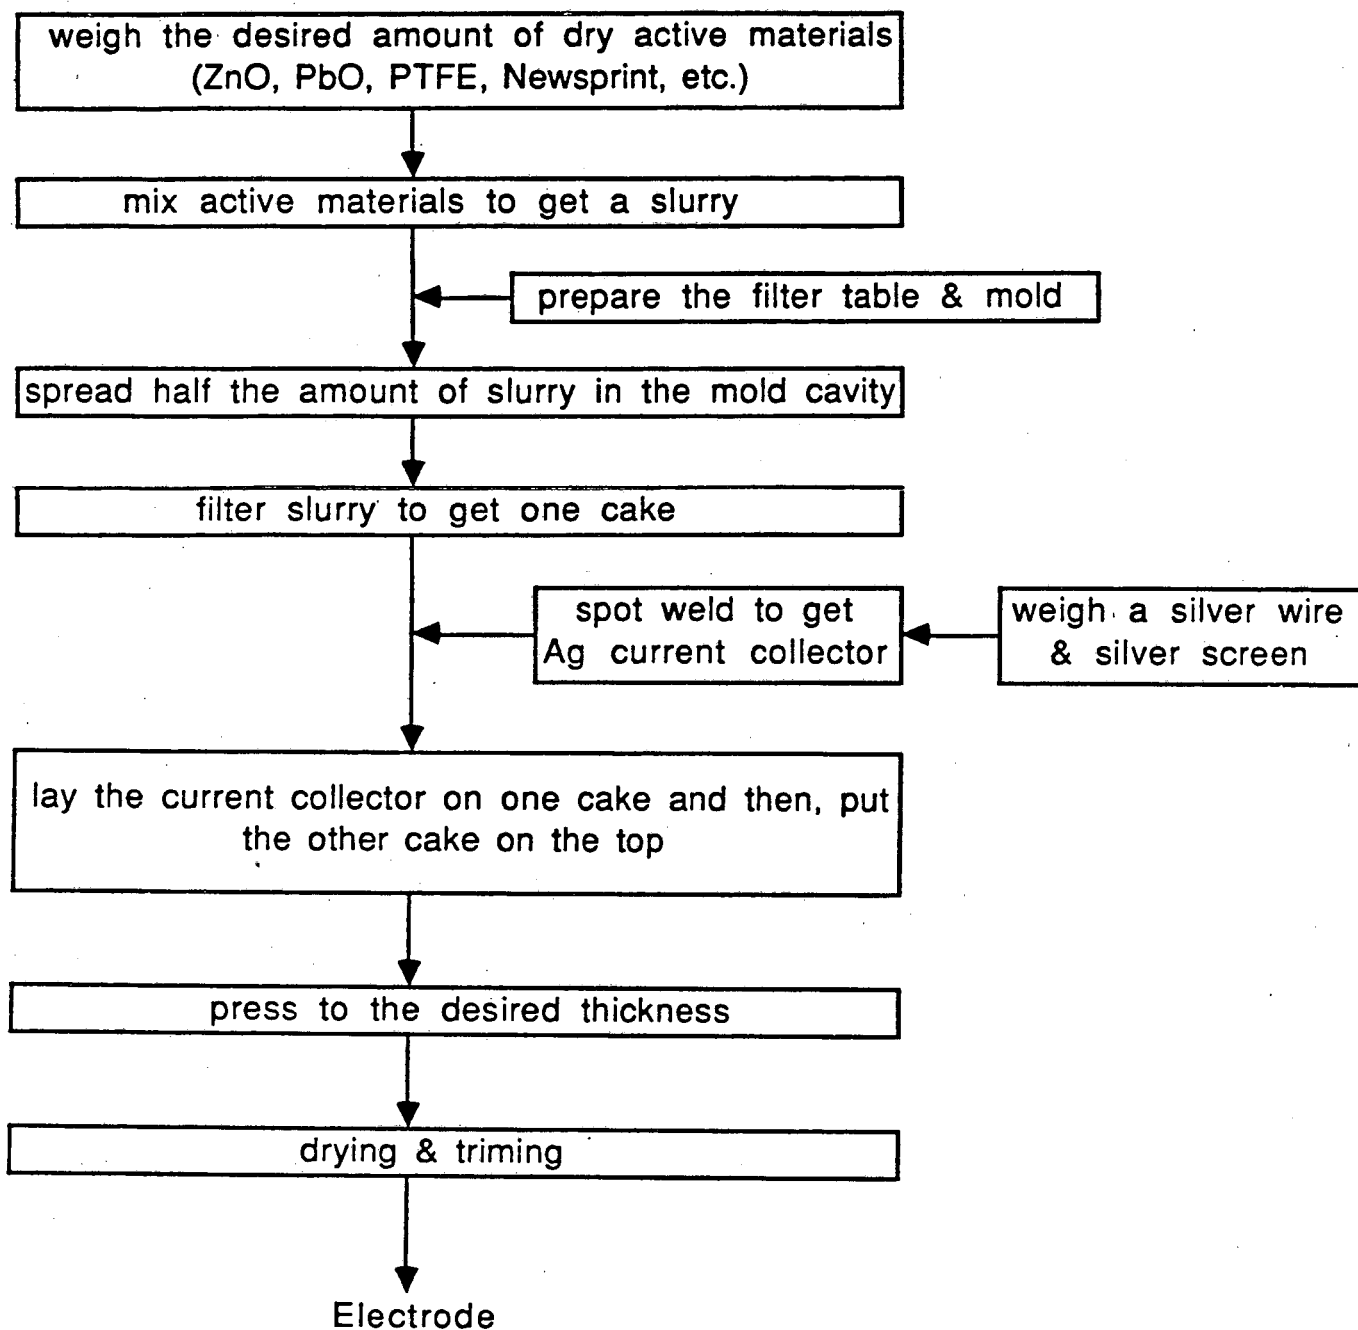 weigh the desired amount of dry active materials
(ZnO, PbO, PTFE, Newsprint, etc.)
mix active materials to get a slurry
prepare the filter table & mold
spread half the amount of slurry in the mold cavity
filter slurry to get one cake
spot weld to get
Ag current collector
weigh a silver wire
& silver screen
lay the current collector on one cake and then, put
the other cake on the top
press to the desired thickness
drying & triming
Electrode